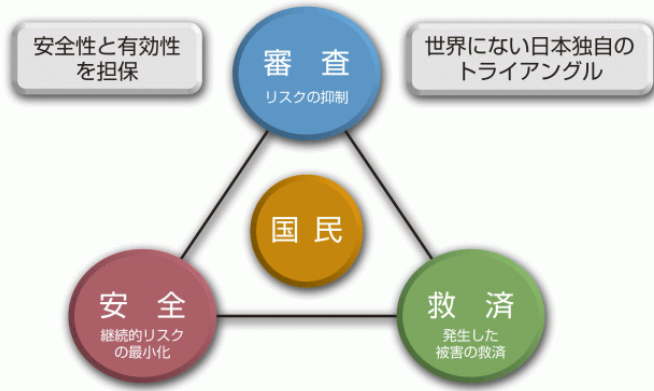 安全性と有効性
を担保
審 査
リスクの抑制
世界にない日本独自の
トライアングル
国 民
安 全
継続的リスク
の最小化
救 済
発生した
被害の救済